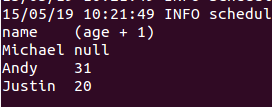 15/05/19 10:21:49 INFO schedul
name    (age + 1)
Michael null
Andy    31
Justin  20